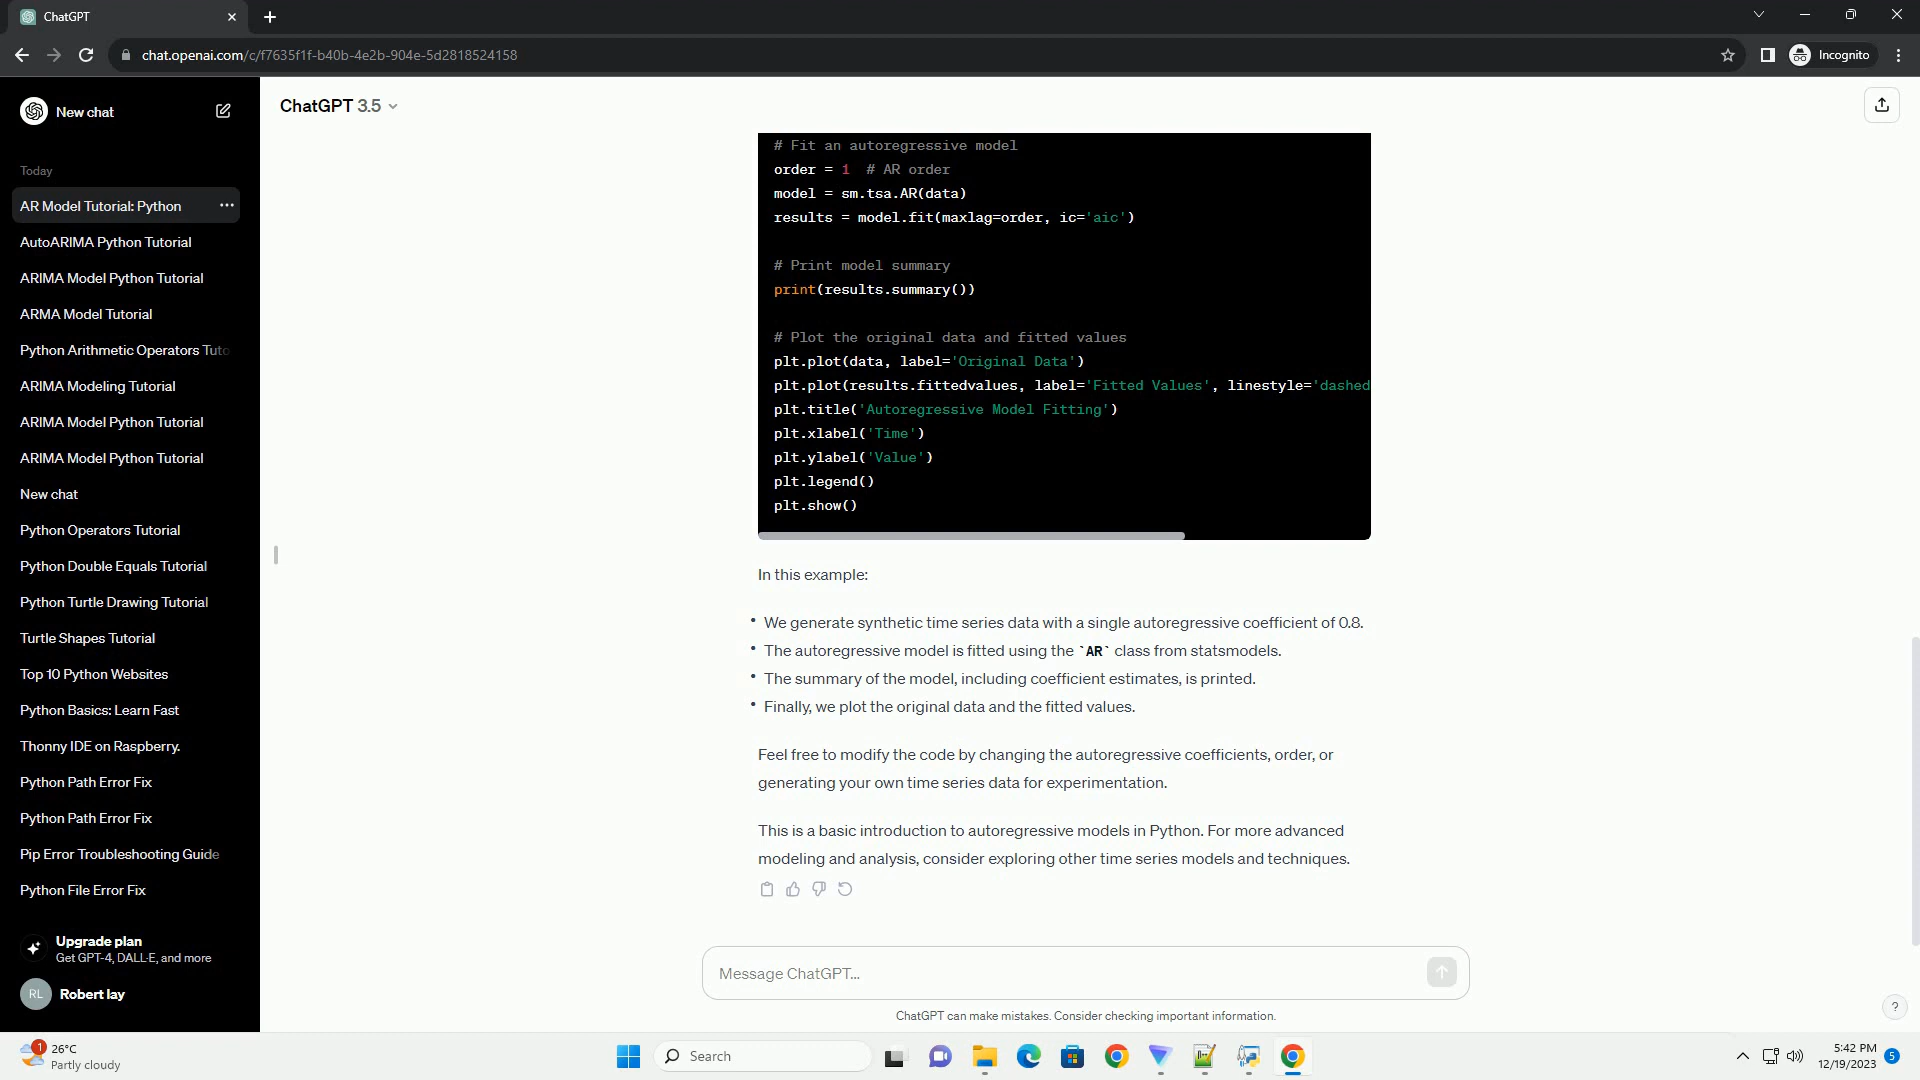 ChatGPT
chat.openai.com/c/f7635f1f-b40b-4e2b-904e-5d2818524158
Incognito
New chat
ChatGPT 3.5
Today
AR Model Tutorial: Python
AutoARIMA Python Tutorial
ARIMA Model Python Tutorial
ARMA Model Tutorial
Python Arithmetic Operators Tuto
ARIMA Modeling Tutorial
ARIMA Model Python Tutorial
ARIMA Model Python Tutorial
New chat
Python Operators Tutorial
Python Double Equals Tutorial
Python Turtle Drawing Tutorial
Turtle Shapes Tutorial
Top 10 Python Websites
Python Basics: Learn Fast
Thonny IDE on Raspberry.
Python Path Error Fix
Python Path Error Fix
Pip Error Troubleshooting Guide
Python File Error Fix
Upgrade plan
Get GPT-4, DALL·E, and more
RL
Robert lay
# Fit an autoregressive model
order = 1  # AR order
model = sm.tsa.AR(data)
results = model.fit(maxlag=order, ic='aic')
# Print model summary
print(results.summary())
# Plot the original data and fitted values
plt.plot(data, label='Original Data')
plt.plot(results.fittedvalues, label='Fitted Values', linestyle='dashed
plt.title('Autoregressive Model Fitting')
plt.xlabel('Time')
plt.ylabel('Value')
plt.legend()
plt.show()
In this example:
• We generate synthetic time series data with a single autoregressive coefficient of 0.8.
• The autoregressive model is fitted using the `AR` class from statsmodels.
• The summary of the model, including coefficient estimates, is printed.
• Finally, we plot the original data and the fitted values.
Feel free to modify the code by changing the autoregressive coefficients, order, or
generating your own time series data for experimentation.
This is a basic introduction to autoregressive models in Python. For more advanced
modeling and analysis, consider exploring other time series models and techniques.
Message ChatGPT...
ChatGPT can make mistakes. Consider checking important information.
?
1
26°C
Partly cloudy
Search
5:42 PM
12/19/2023
5